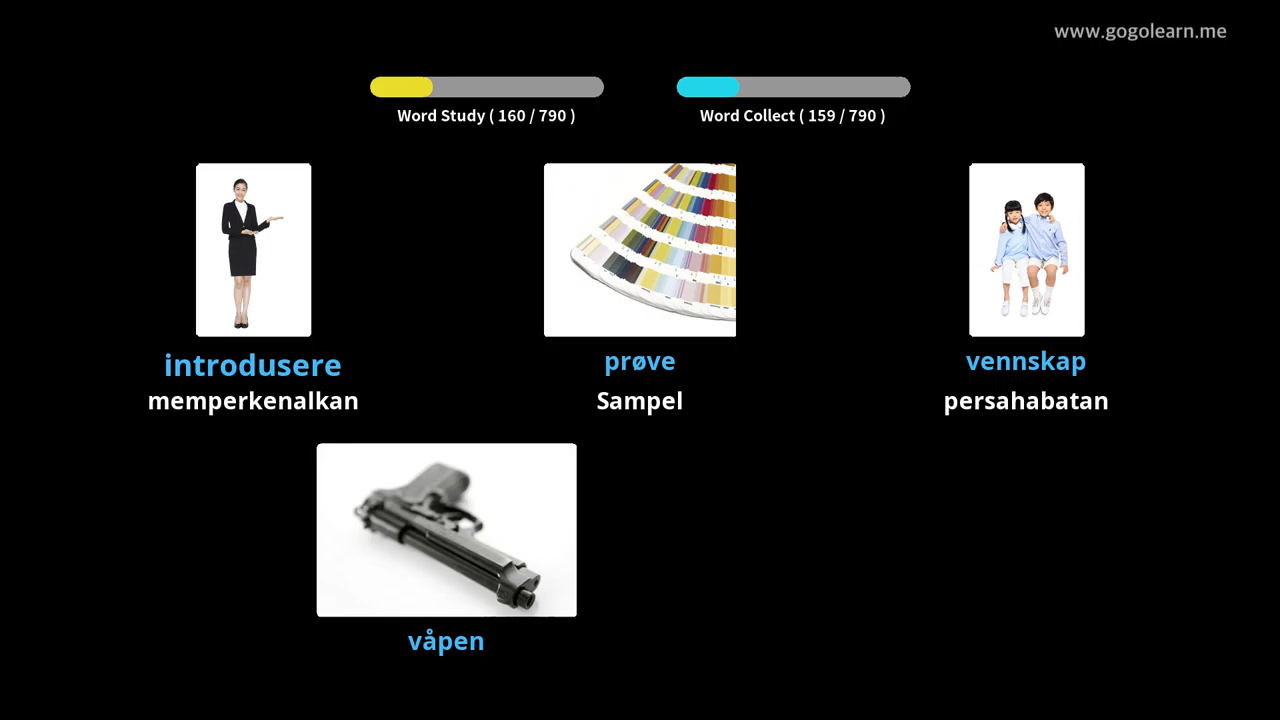 www.gogolearn.me
Word Study ( 160 / 790 )
Word Collect ( 159 / 790 )
introdusere
memperkenalkan
prøve
Sampel
vennskap
persahabatan
våpen